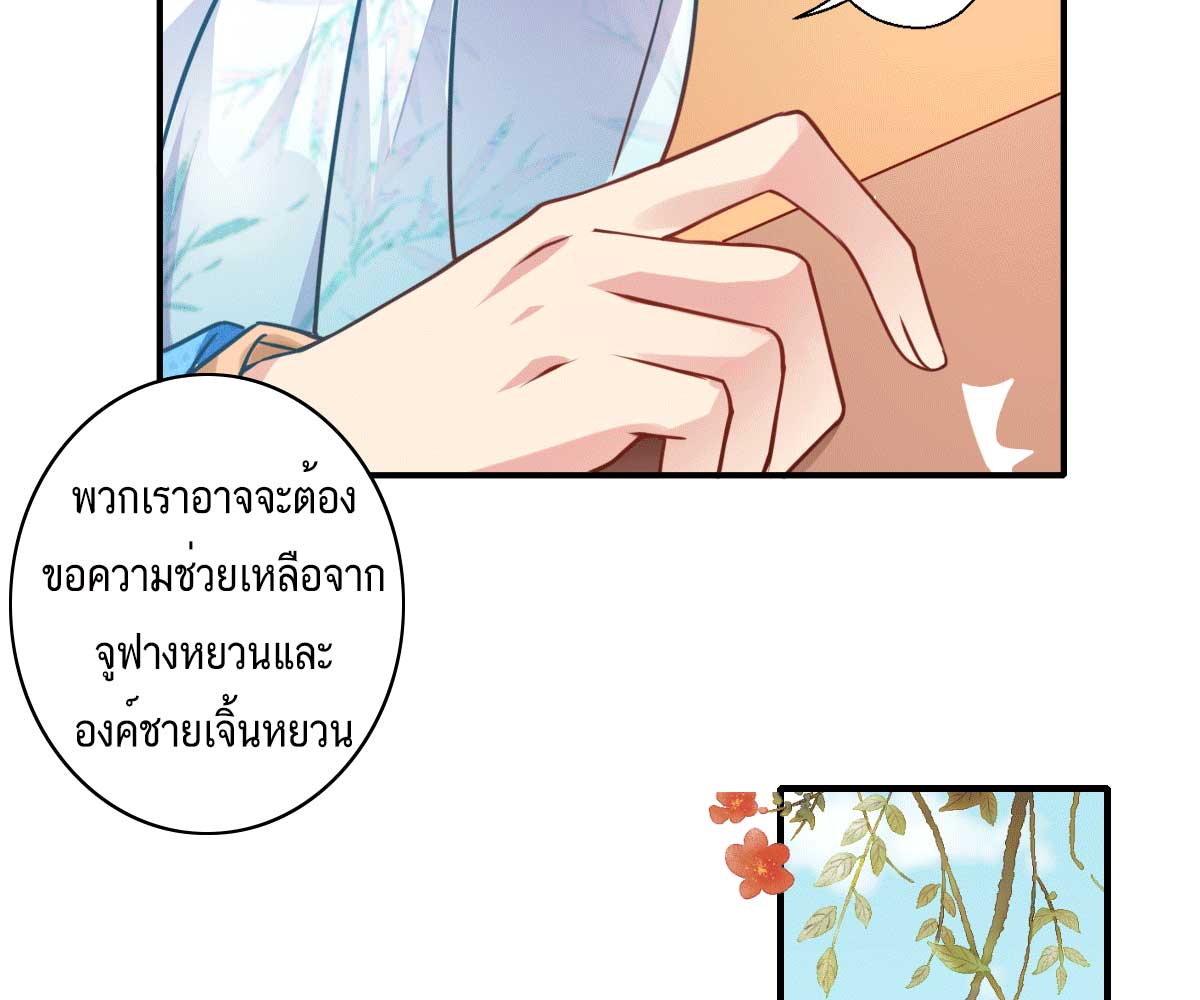 พวกเราอาจจะต้อง
ขอความช่วยเหลือจาก
จูฟางหยวนและ
องค์ชายเจิ้นหยวน